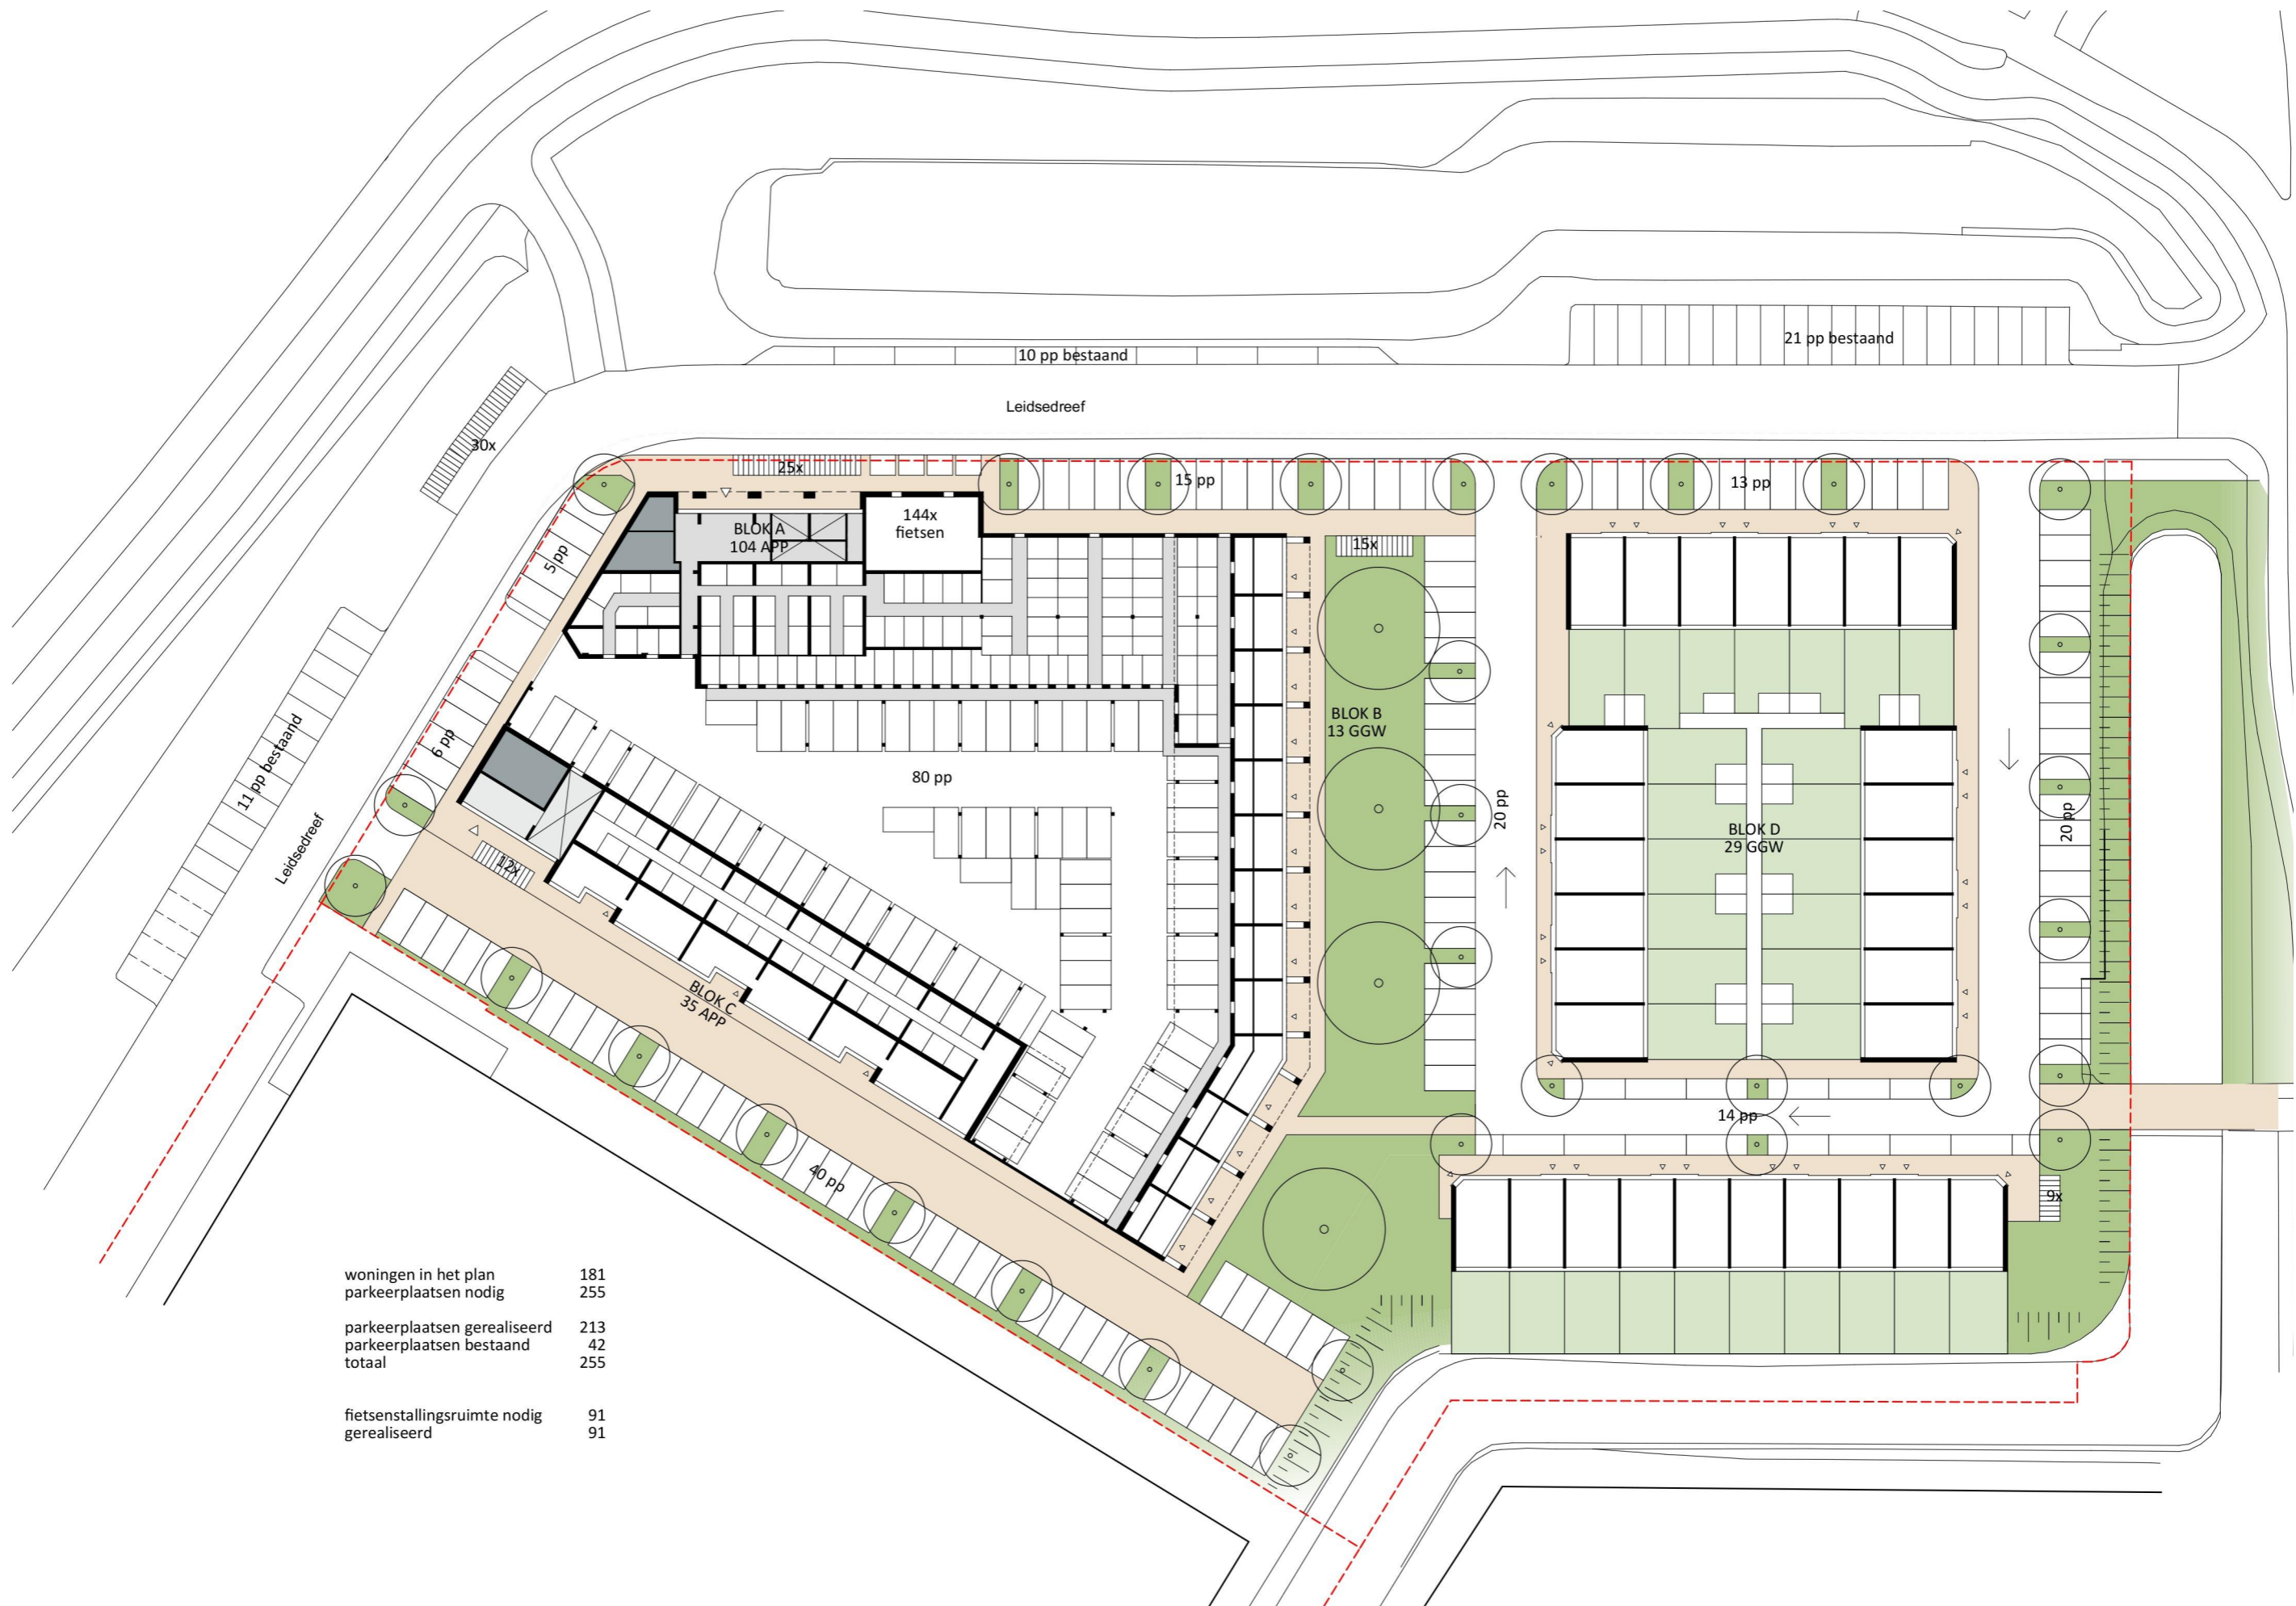 10 pp bestaand
21 pp bestaand
Leidsedreef
30x
25x
15 pp
13 pp
BLOK A
104 APP
144x
fietsen
15x
5 pp
6 pp
11 pp bestaand
Leidsedreef
12x
80 pp
BLOK B
13 GGW
20 pp
BLOK D
29 GGW
20 pp
BLOK C
35 APP
14 pp
40 pp
9x
woningen in het plan 181
parkeerplaatsen nodig 255
parkeerplaatsen gerealiseerd 213
parkeerplaatsen bestaand 42
totaal 255
fietsenstallingsruimte nodig 91
gerealiseerd 91